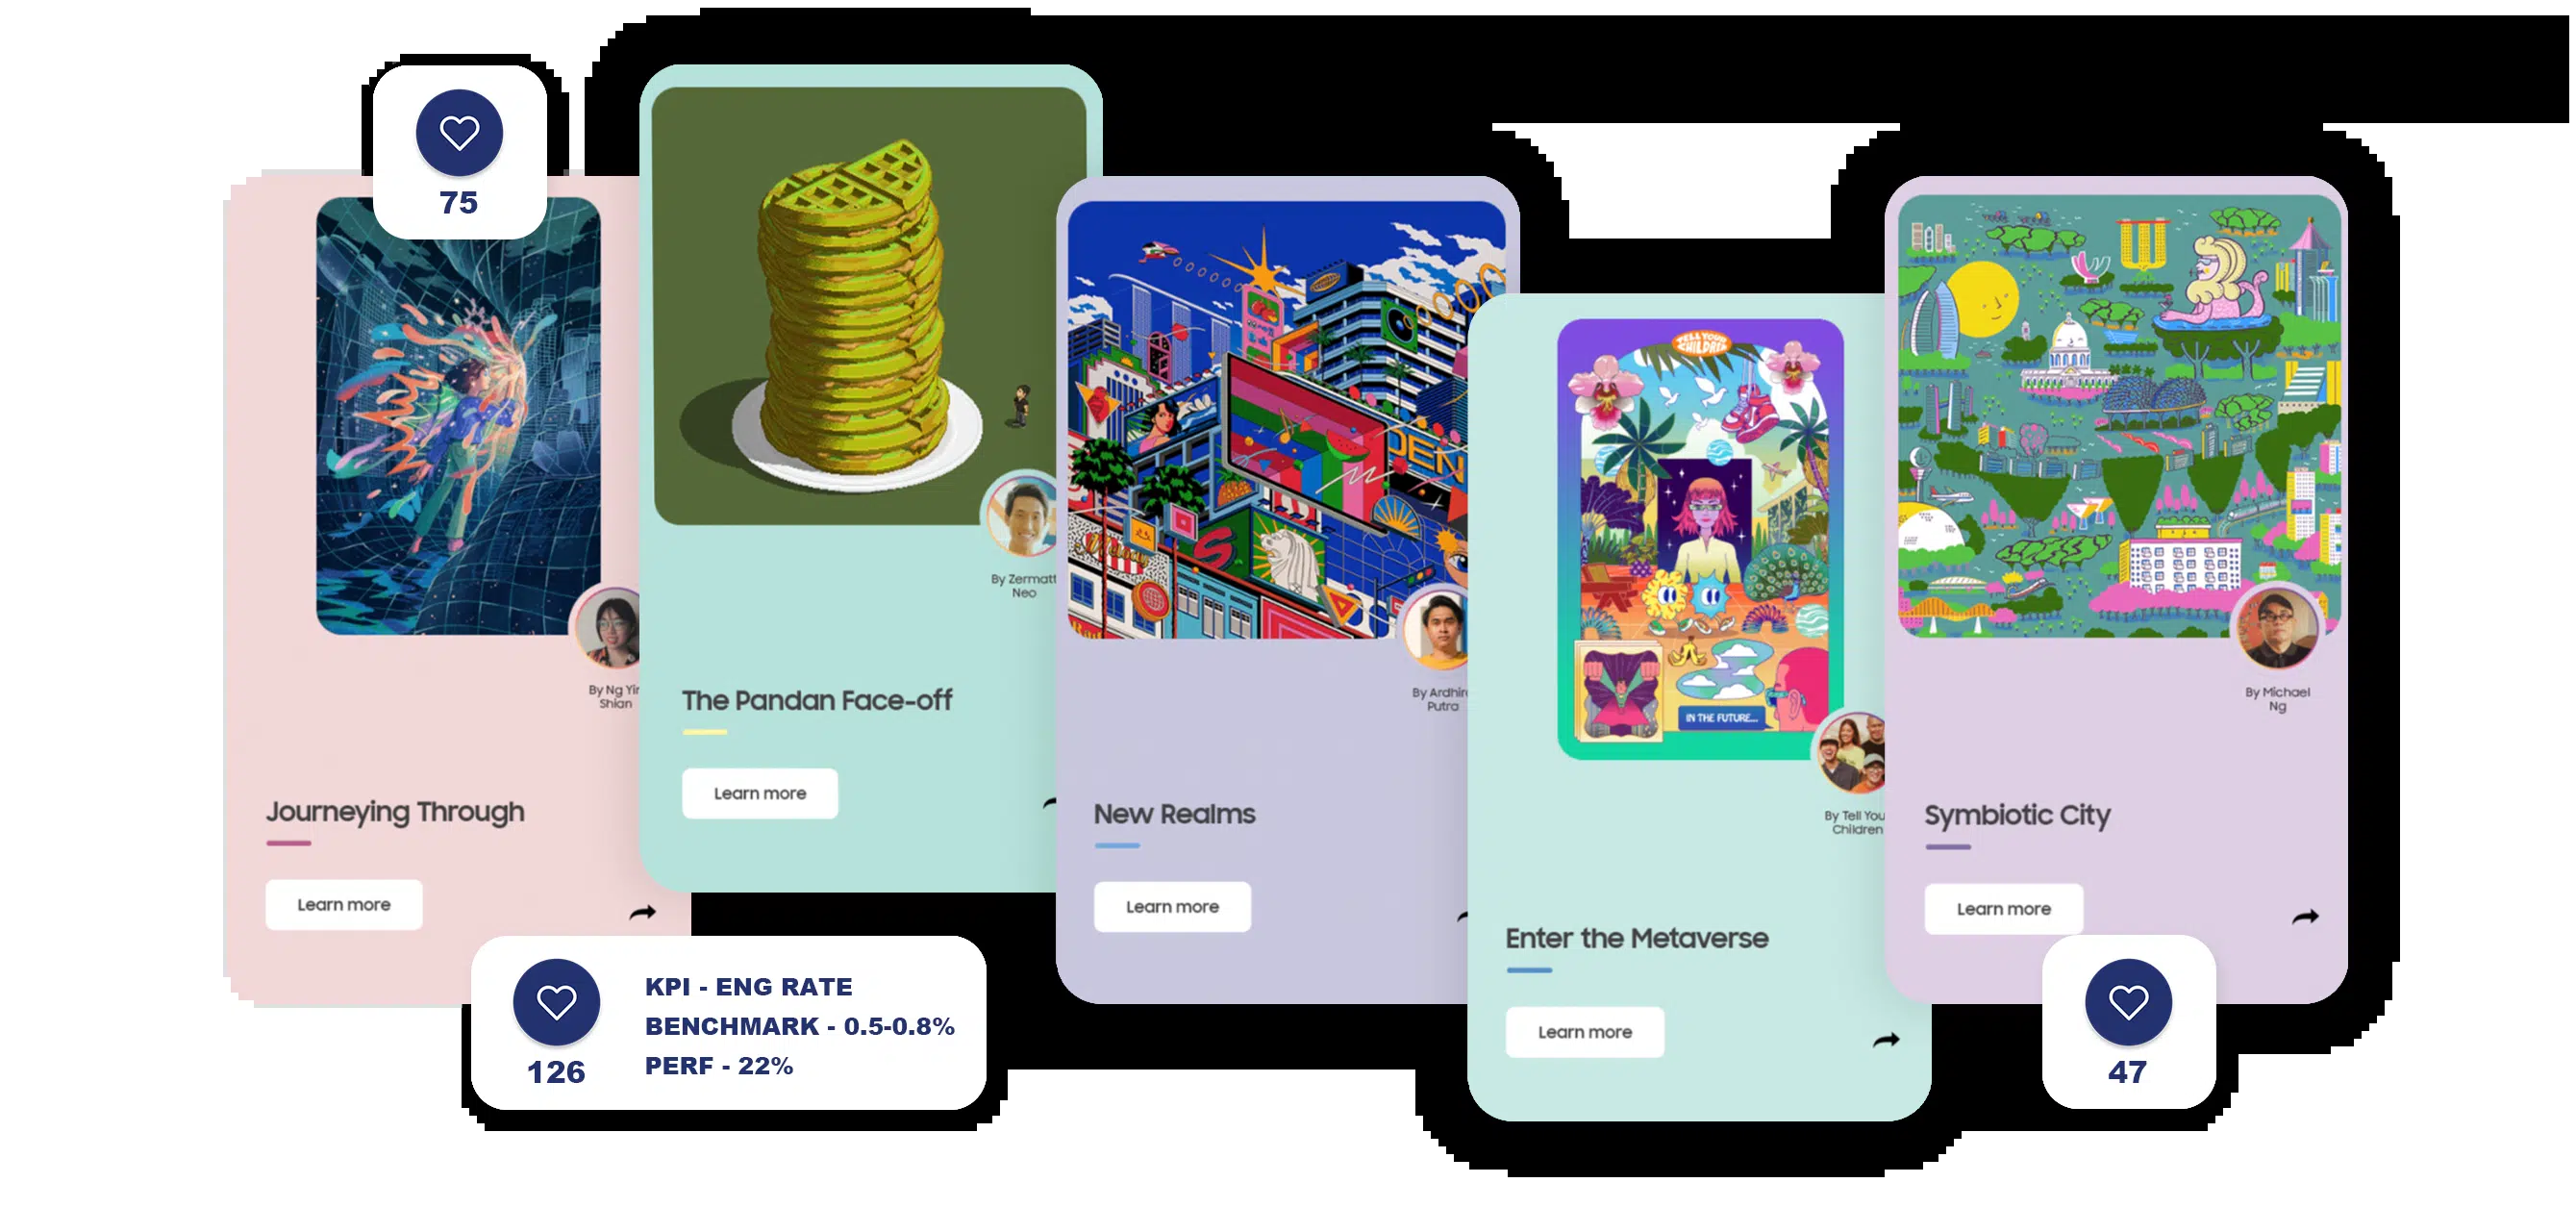 75
By Ng Yin
Shian
Journeying Through
Learn more
126
KPI - ENG RATE
BENCHMARK - 0.5-0.8%
PERF - 22%
By Zermatt
Neo
The Pandan Face-off
Learn more
OPEN
By Ardhira
Putra
New Realms
Learn more
TELL YOUR
CHILDREN
IN THE FUTURE...
By Tell You
Children
Enter the Metaverse
Learn more
By Michael
Ng
Symbiotic City
Learn more
47